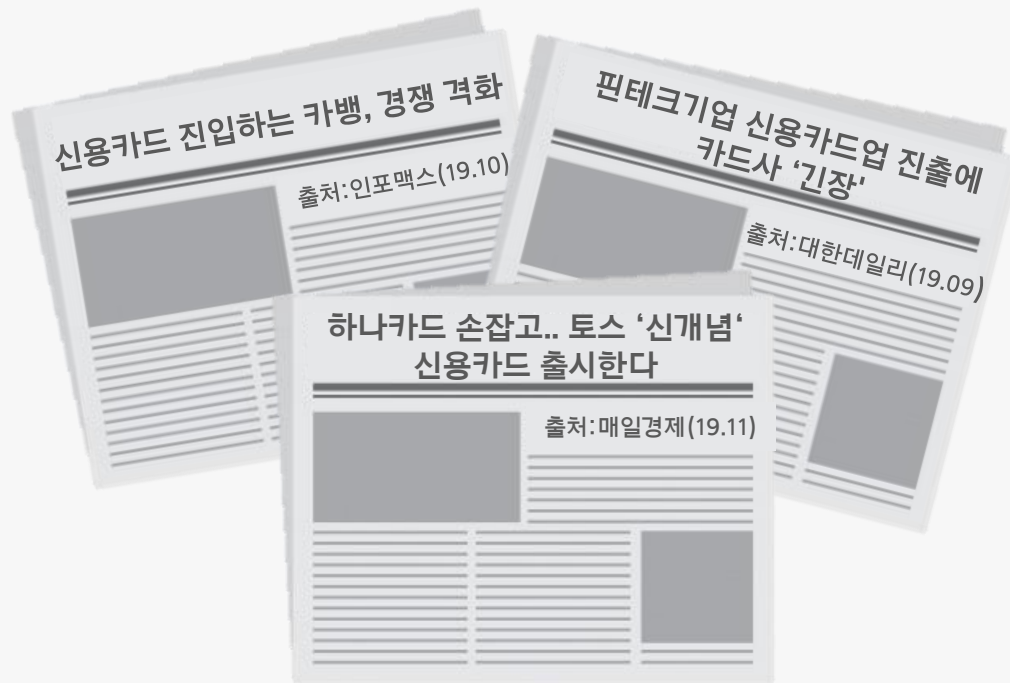 신용카드 진입하는 카뱅, 경쟁 격화
출처:인포맥스(19.10)
핀테크기업 신용카드업 진출에
카드사 ‘긴장'
출처:대한데일리(19.09)
하나카드 손잡고.. 토스 ‘신개념‘
신용카드 출시한다
출처:매일경제(19.11)